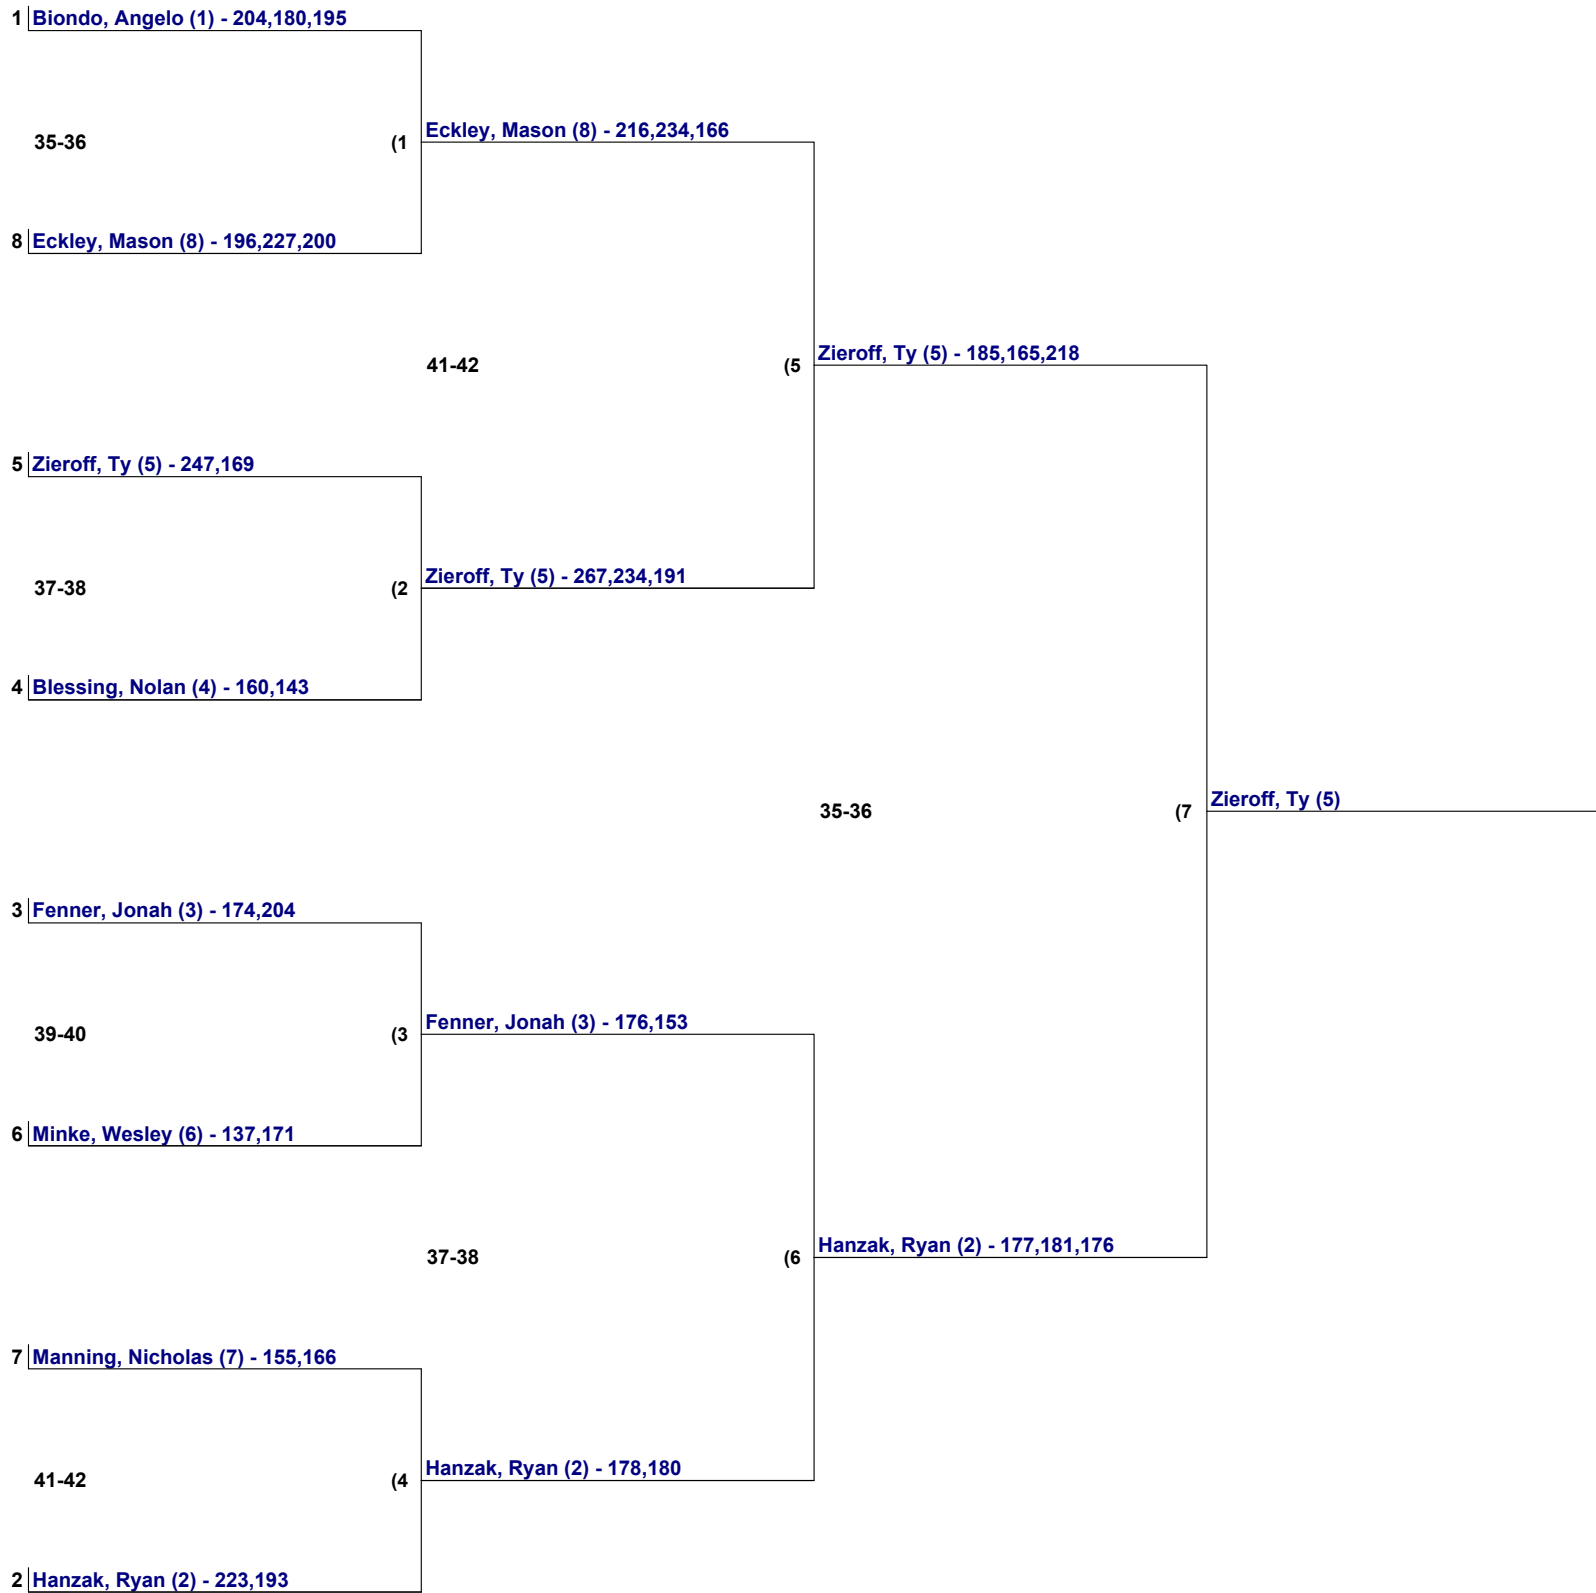 1 Biondo, Angelo (1) - 204,180,195
Eckley, Mason (8) - 216,234,166
35-36 (1
8 Eckley, Mason (8) - 196,227,200
Zieroff, Ty (5) - 185,165,218
41-42 (5
5 Zieroff, Ty (5) - 247,169
Zieroff, Ty (5) - 267,234,191
37-38 (2
4 Blessing, Nolan (4) - 160,143
Zieroff, Ty (5)
35-36 (7
3 Fenner, Jonah (3) - 174,204
Fenner, Jonah (3) - 176,153
39-40 (3
6 Minke, Wesley (6) - 137,171
Hanzak, Ryan (2) - 177,181,176
37-38 (6
7 Manning, Nicholas (7) - 155,166
Hanzak, Ryan (2) - 178,180
41-42 (4
2 Hanzak, Ryan (2) - 223,193